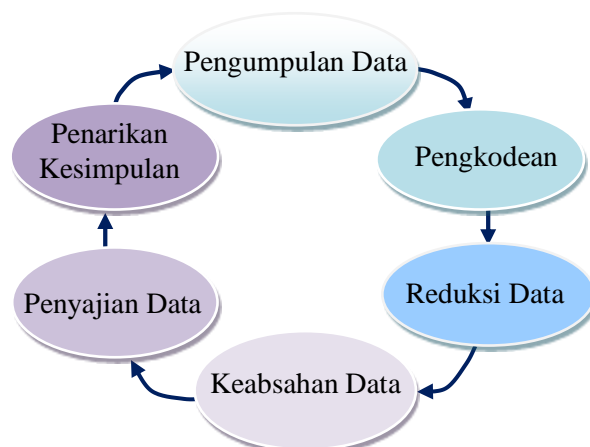 Pengumpulan Data
Pengkodean
Reduksi Data
Keabsahan Data
Penyajian Data
Penarikan
Kesimpulan